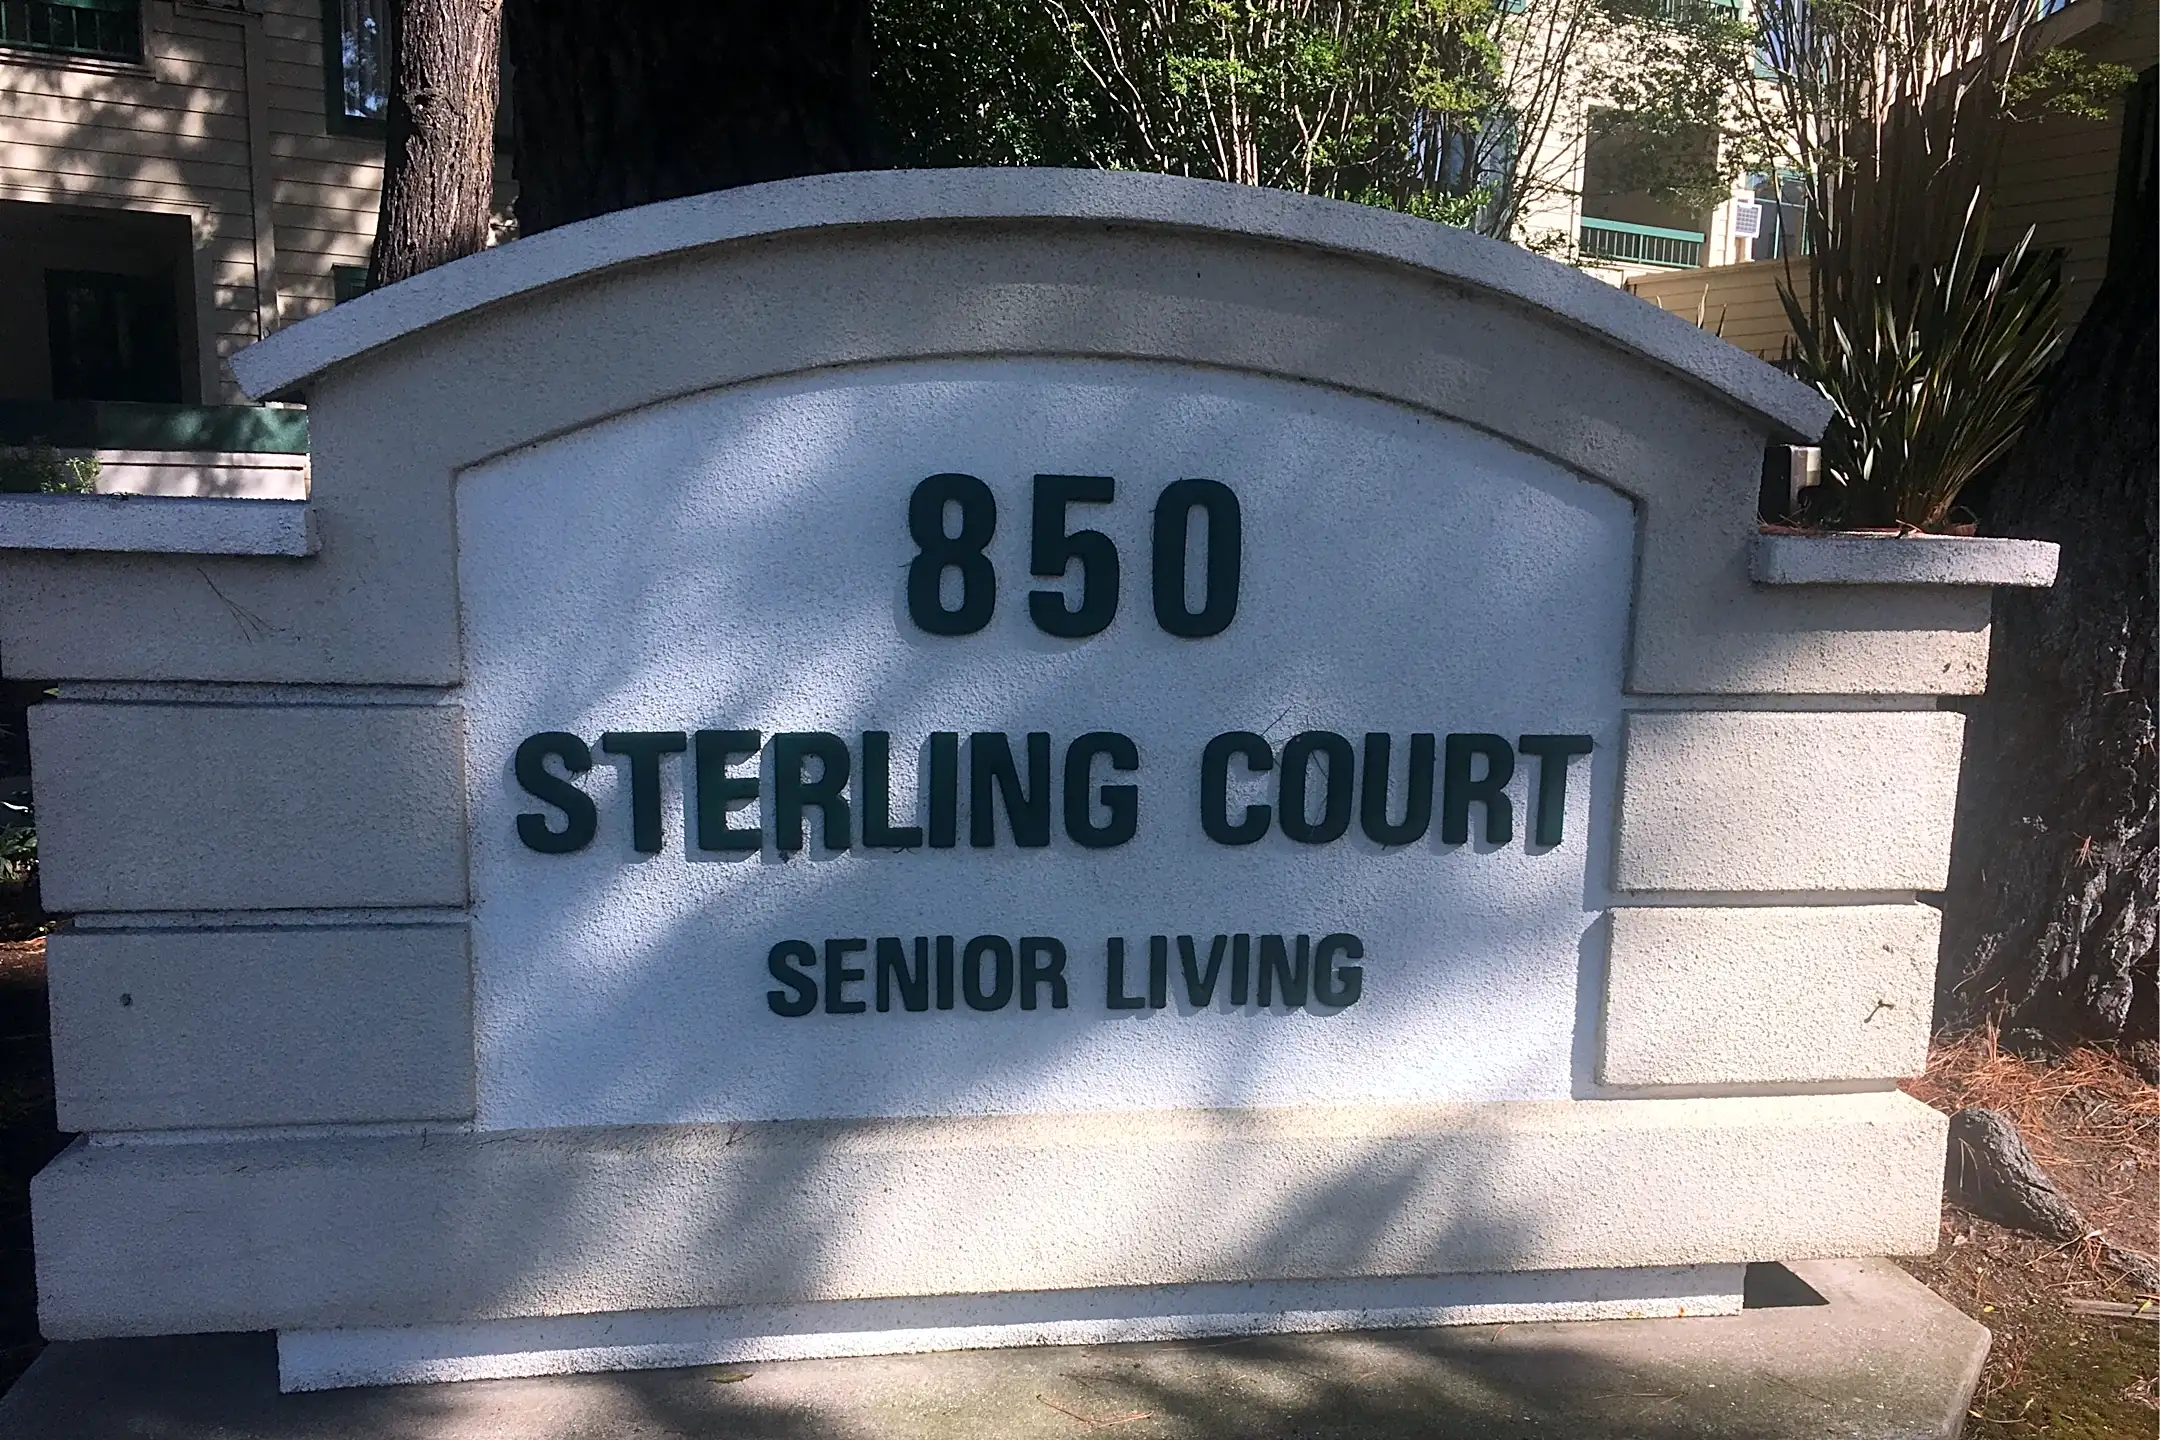 850
STERLING COURT
SENIOR LIVING